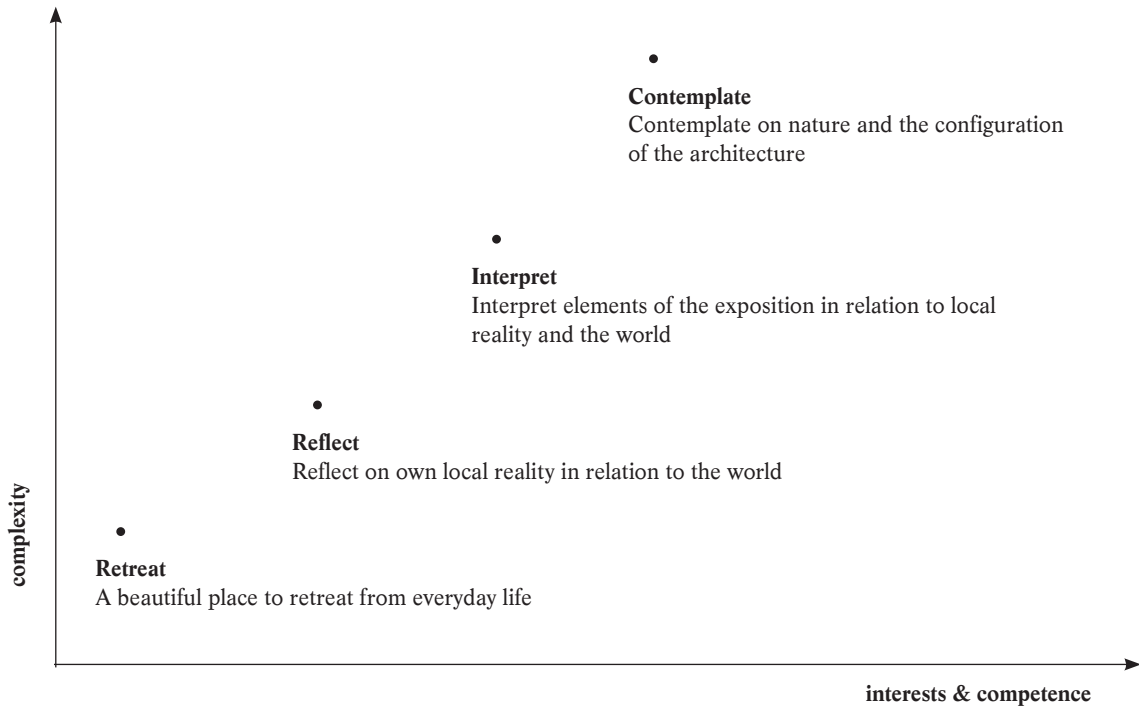 Contemplate
Contemplate on nature and the configuration
of the architecture
Interpret
Interpret elements of the exposition in relation to local
reality and the world
Reflect
Reflect on own local reality in relation to the world
complexity
Retreat
A beautiful place to retreat from everyday life
interests & competence